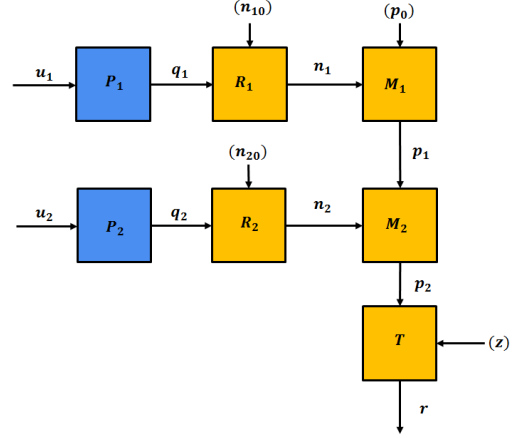 (n₁₀) (p₀)
u₁ P₁ q₁ R₁ n₁ M₁
p₁
(n₂₀)
u₂ P₂ q₂ R₂ n₂ M₂
p₂
T (z)
r